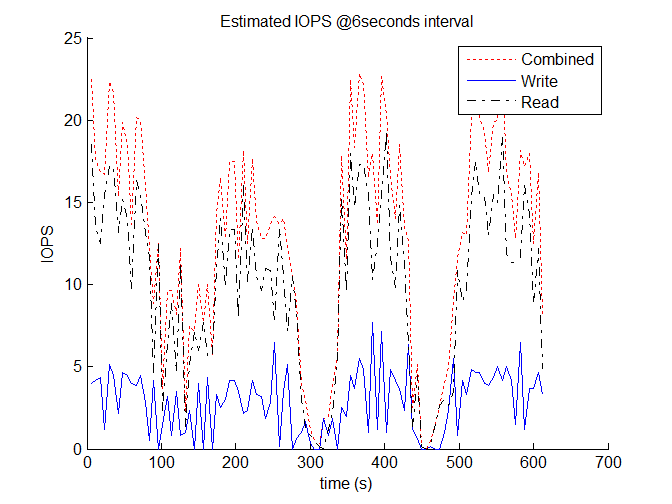 Estimated IOPS @6seconds interval
25
Combined
Write
Read
20
15
IOPS
10
5
0
0 100 200 300 400 500 600 700
time (s)